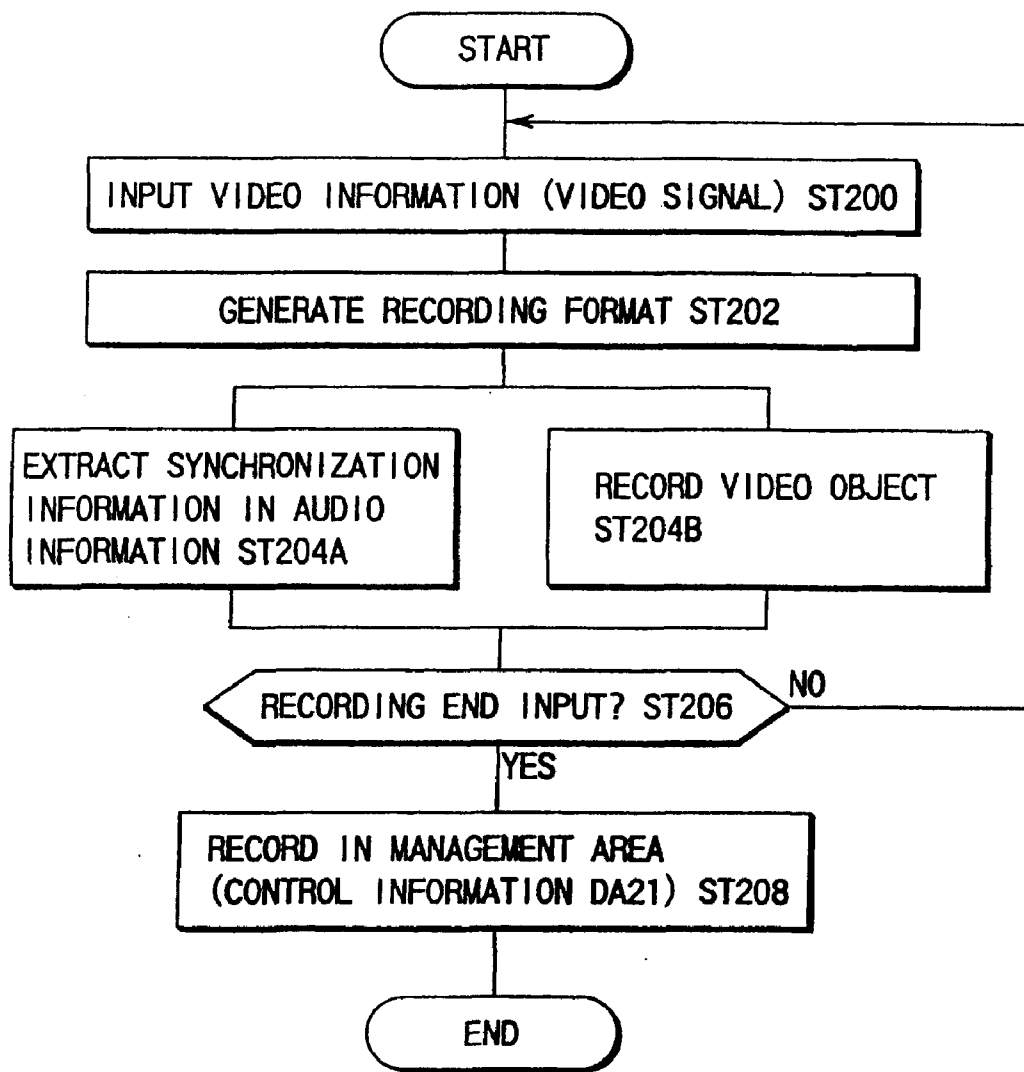 START
INPUT VIDEO INFORMATION (VIDEO SIGNAL) ST200
GENERATE RECORDING FORMAT ST202
EXTRACT SYNCHRONIZATION
INFORMATION IN AUDIO
INFORMATION ST204A
RECORD VIDEO OBJECT
ST204B
RECORDING END INPUT? ST206
NO
YES
RECORD IN MANAGEMENT AREA
(CONTROL INFORMATION DA21) ST208
END